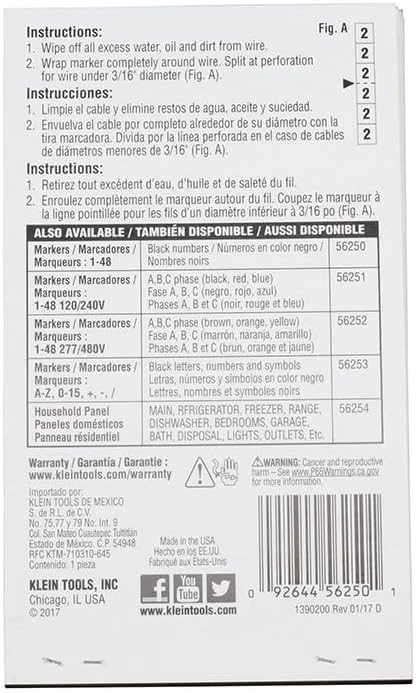 Instructions:
1. Wipe off all excess water, oil and dirt from wire.
2. Wrap marker completely around wire. Split at perforation
for wire under 3/16" diameter (Fig. A).
Fig. A
2
2
2
2
2
2
Instrucciones:
1. Limpie el cable y elimine restos de agua, aceite y suciedad.
2. Envuelva el cable por completo alrededor de su diámetro con la
tira marcadora. Divida por la línea perforada en el caso de cables
de diámetros menores de 3/16" (Fig. A).
Instructions:
1. Retirez tout excédent d'eau, d'huile et de saleté du fil.
2. Enroulez complètement le marqueur autour du fil. Coupez le marqueur à
la ligne pointillée pour les fils d'un diamètre inférieur à 3/16 po (Fig. A).
ALSO AVAILABLE / TAMBIÉN DISPONIBLE / AUSSI DISPONIBLE
Markers / Marcadores / Black numbers / Números en color negro / 56250
Marqueurs : 1-48 Nombres noirs
Markers / Marcadores / A,B,C phase (black, red, blue) 56251
Marqueurs : Fase A, B, C (negro, rojo, azul)
1-48 120/240V Phases A, B et C (noir, rouge et bleu)
Markers / Marcadores / A,B,C phase (brown, orange, yellow) 56252
Marqueurs : Fase A, B, C (marrón, naranja, amarillo)
1-48 277/480V Phases A, B et C (brun, orange et jaune)
Markers / Marcadores / Black letters, numbers and symbols 56253
Marqueurs : Letras, números y símbolos en color negro
A-Z, 0-15, +, -, / Lettres, nombres et symboles noirs
Household Panel MAIN, RFRIGERATOR, FREEZER, RANGE, 56254
Paneles domésticos DISHWASHER, BEDROOMS, GARAGE,
Panneau résidentiel BATH, DISPOSAL, LIGHTS, OUTLETS, Etc.
Warranty / Garantía / Garantie :
www.kleintools.com/warranty
WARNING: Cancer and reproductive
harm – See www.P65Warnings.ca.gov
for more information.
Importado por:
KLEIN TOOLS DE MEXICO
S. de R.L. de C.V.
No. 75,77 y 79 No. Int. 9
Col. San Mateo Cuautepec Tultitlán
Estado de México. C.P. 54948
RFC KTM-710310-645
Contenido: 1 pieza
Made in the USA
Hecho en los EE.UU.
Fabriqué aux États-Unis
KLEIN TOOLS, INC
Chicago, IL USA
© 2017
f
You
Tube
www.kleintools.com
0 92644 56250 1
1390200 Rev 01/17 D